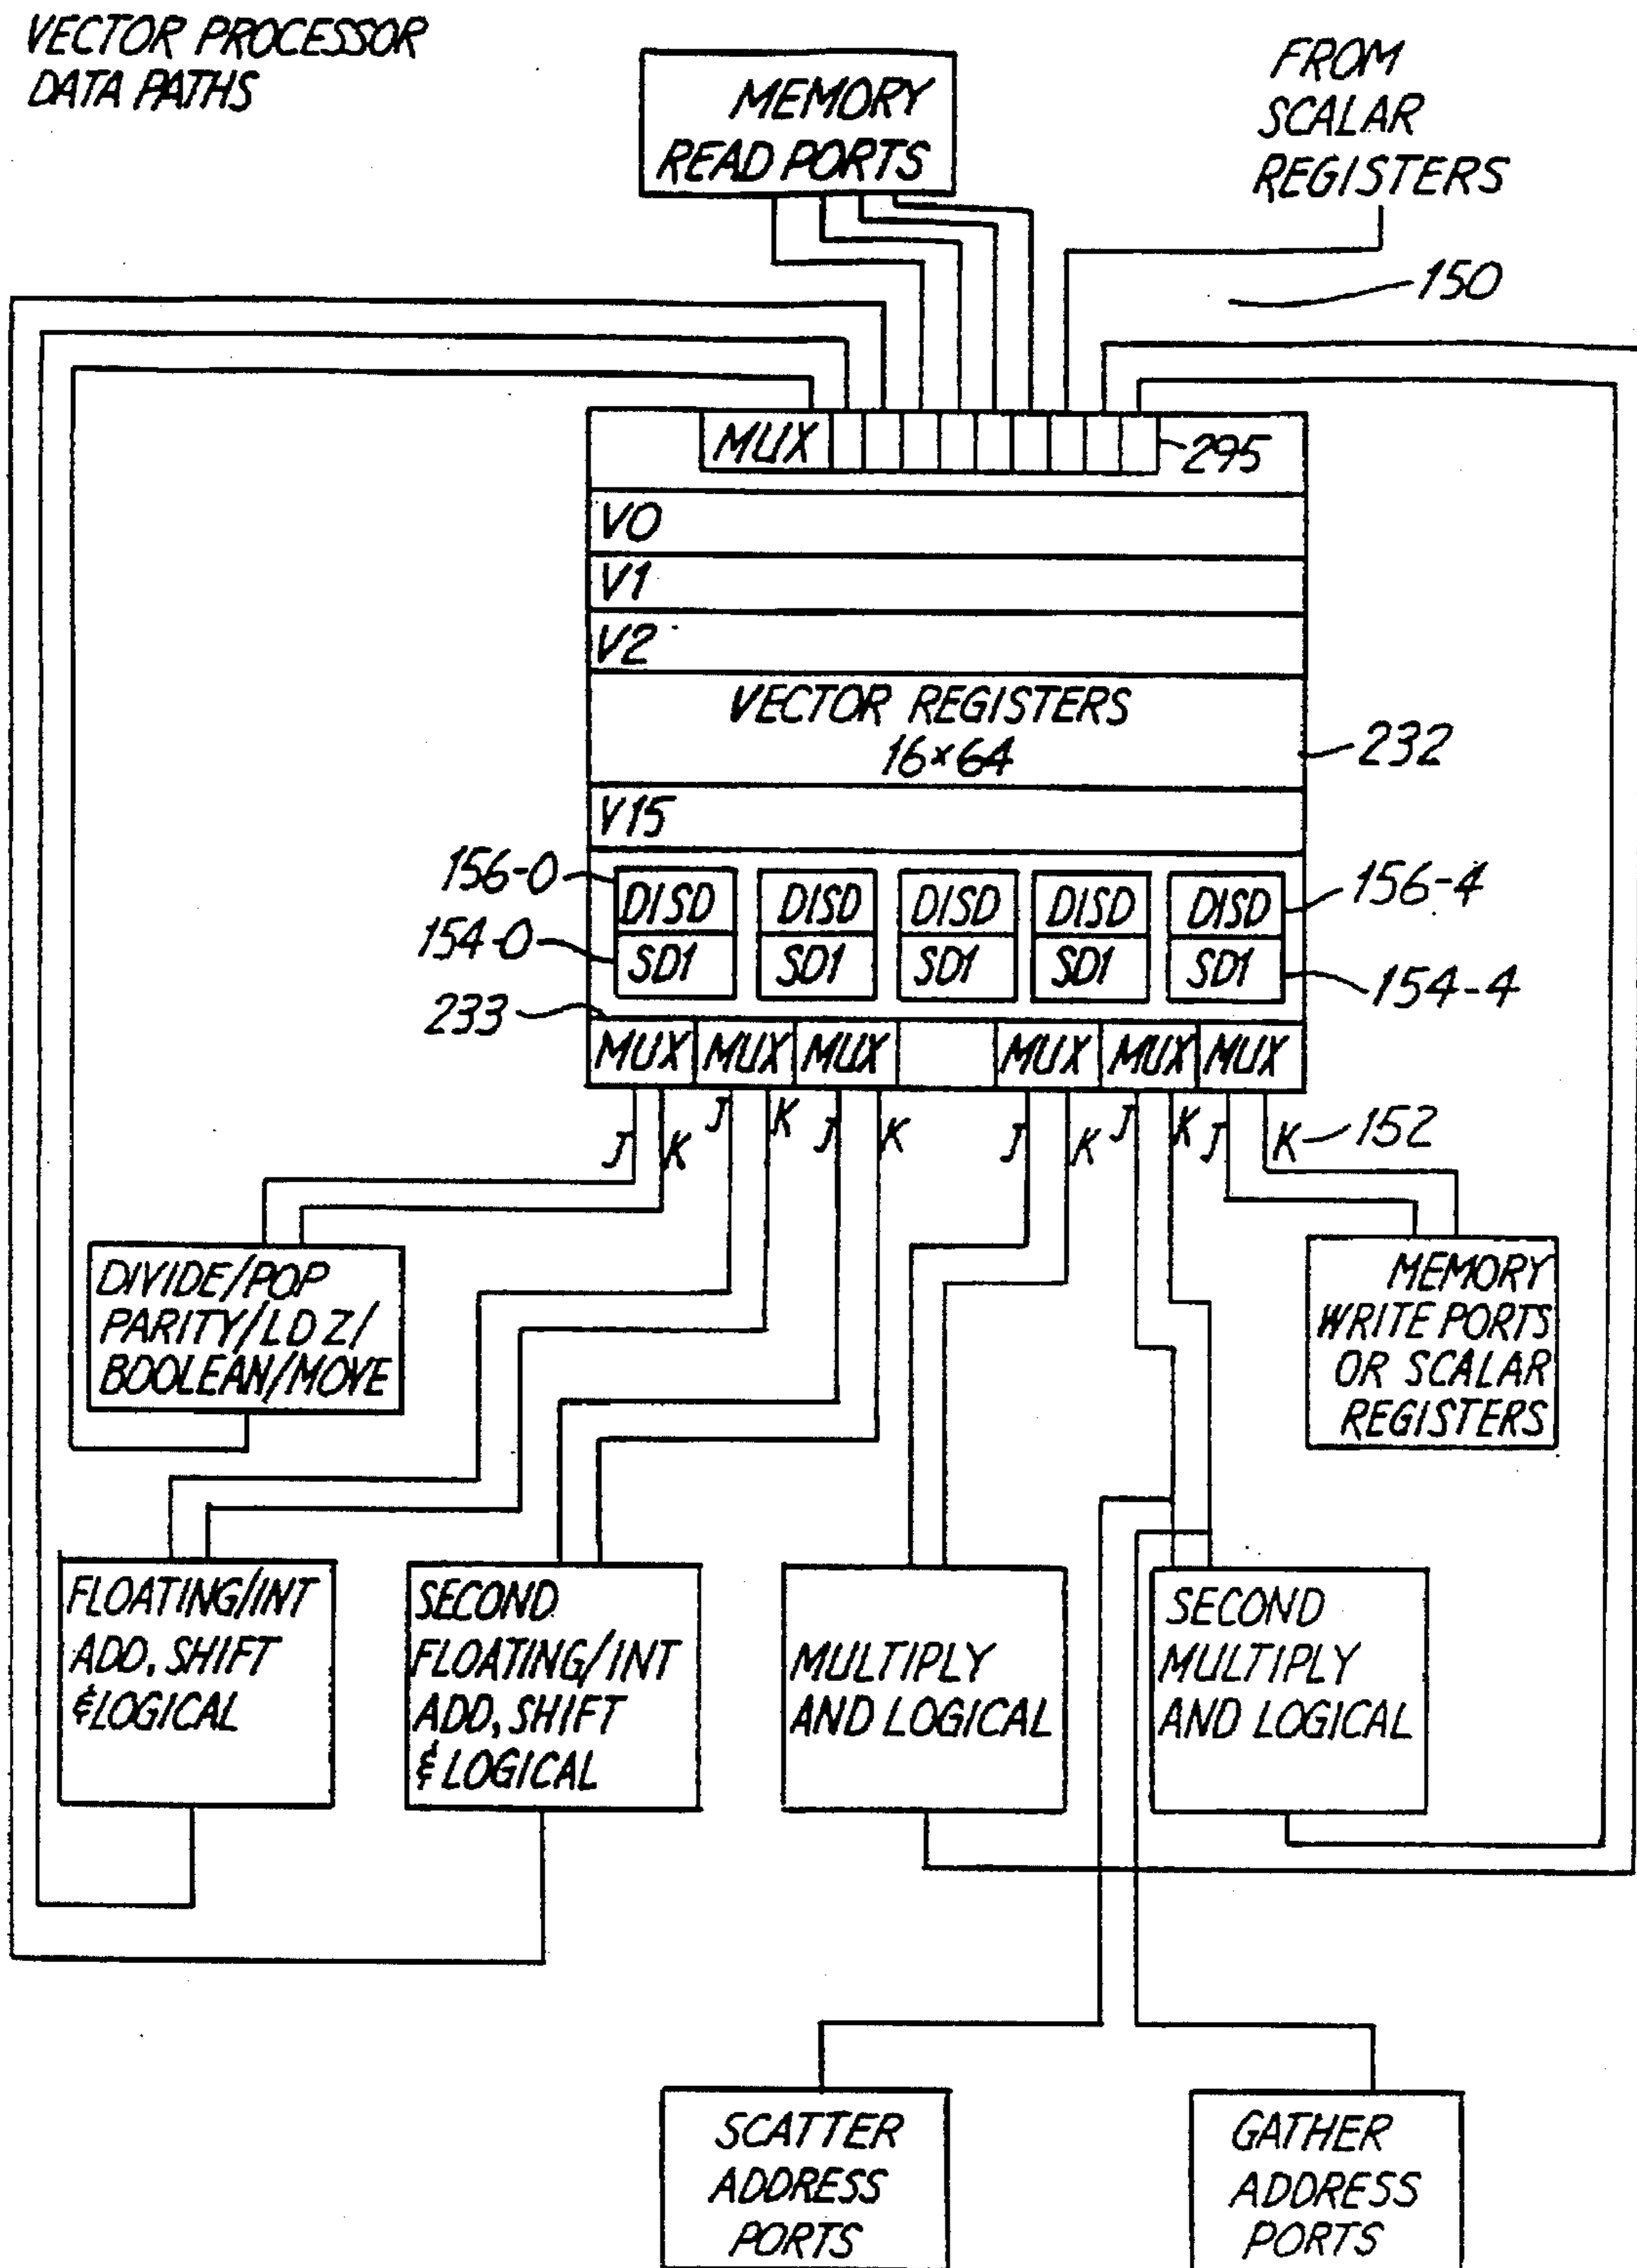 VECTOR PROCESSOR
DATA PATHS
MEMORY
READ PORTS
FROM
SCALAR
REGISTERS
150
MUX
295
V0
V1
V2
VECTOR REGISTERS
16×64
232
V15
156-0
DISD
DISD
DISD
DISD
DISD
156-4
154-0
SD1
SD1
SD1
SD1
SD1
154-4
233
MUX
MUX
MUX
MUX
MUX
MUX
J
K
J
K
J
K
J
K
J
K
J
K
152
DIVIDE/POP
PARITY/LD Z/
BOOLEAN/MOVE
MEMORY
WRITE PORTS
OR SCALAR
REGISTERS
FLOATING/INT
ADD, SHIFT
&LOGICAL
SECOND
FLOATING/INT
ADD, SHIFT
& LOGICAL
MULTIPLY
AND LOGICAL
SECOND
MULTIPLY
AND LOGICAL
SCATTER
ADDRESS
PORTS
GATHER
ADDRESS
PORTS